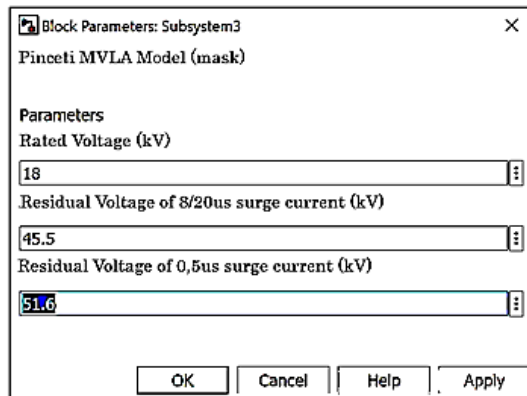 Block Parameters: Subsystem3
Pinceti MVLA Model (mask)
Parameters
Rated Voltage (kV)
18
Residual Voltage of 8/20us surge current (kV)
45.5
Residual Voltage of 0,5us surge current (kV)
51.6
OK Cancel Help Apply